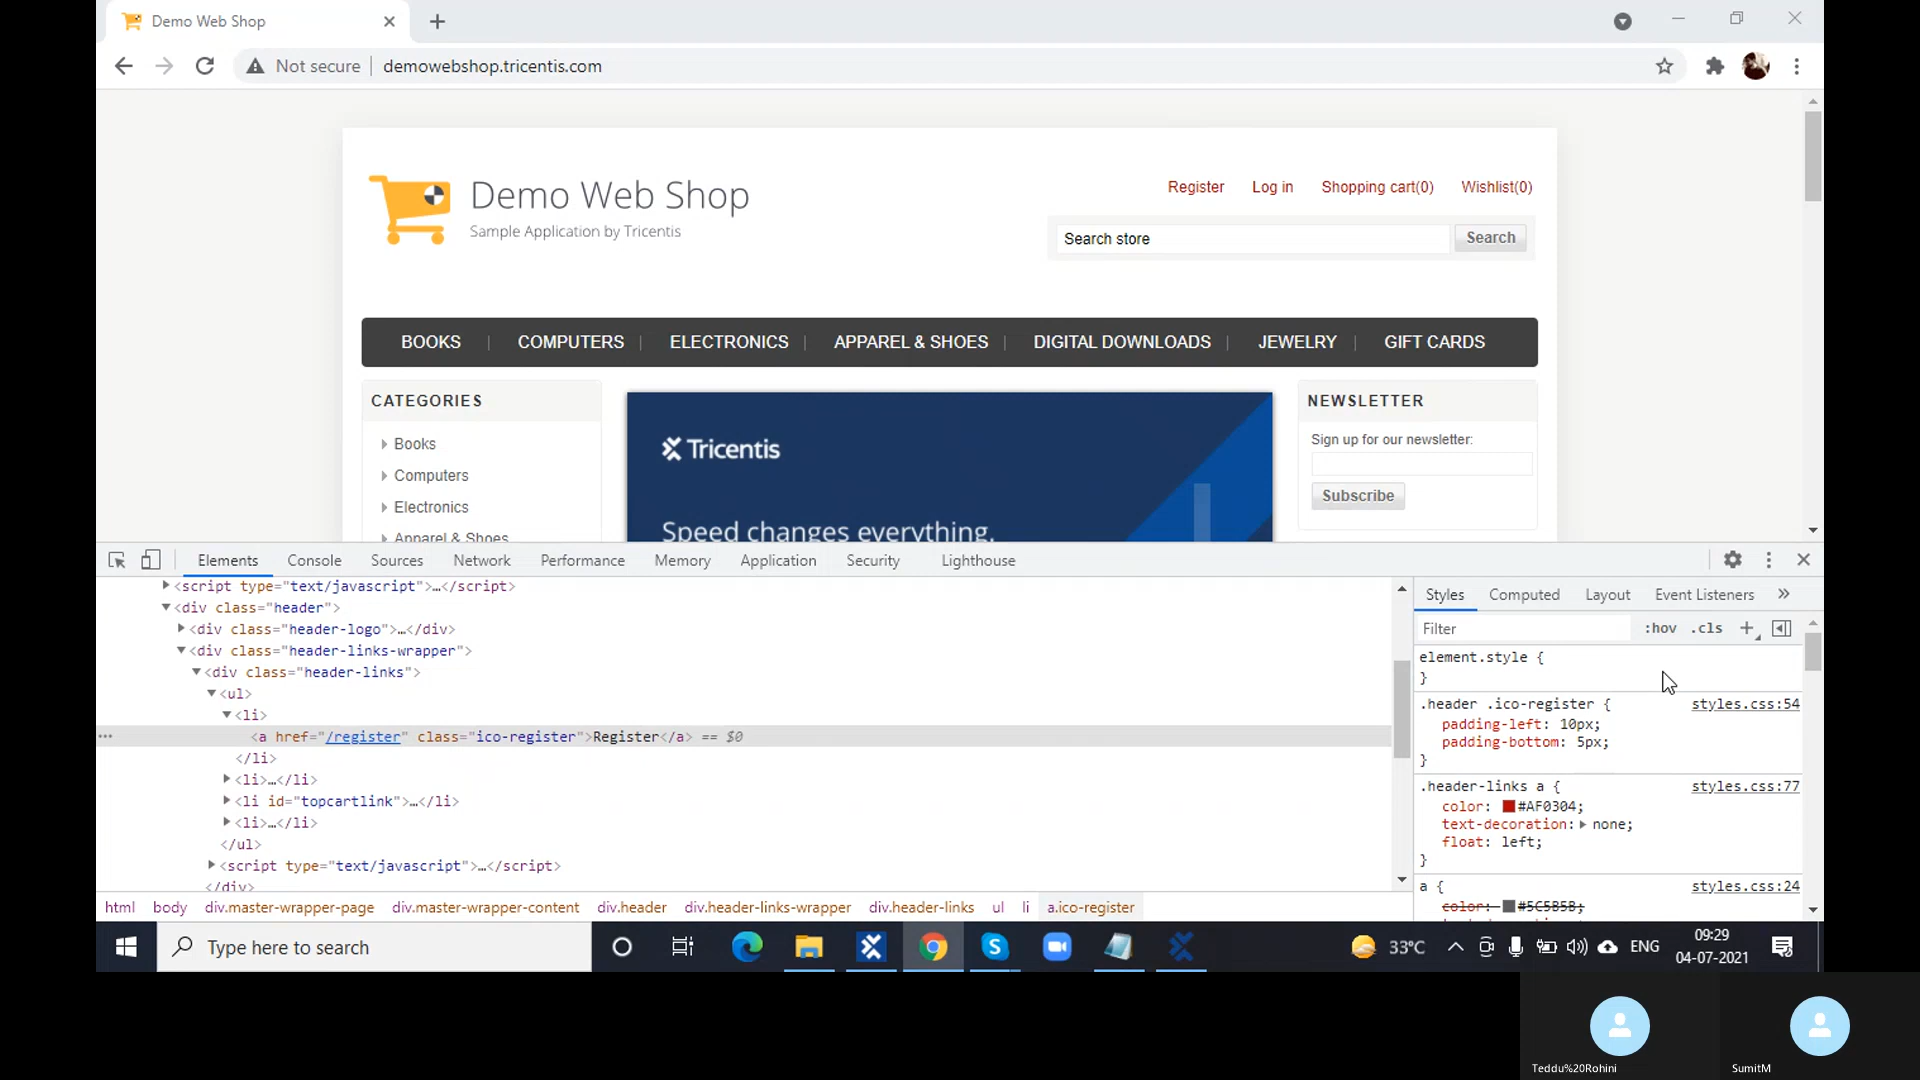 Demo Web Shop
Not secure demowebshop.tricentis.com
Demo Web Shop
Sample Application by Tricentis
Register Log in Shopping cart(0) Wishlist(0)
Search store Search
BOOKS | COMPUTERS | ELECTRONICS | APPAREL & SHOES | DIGITAL DOWNLOADS | JEWELRY | GIFT CARDS
CATEGORIES
Books
Computers
Electronics
Apparel & Shoes
Tricentis
Speed changes everything.
NEWSLETTER
Sign up for our newsletter:
Subscribe
Elements Console Sources Network Performance Memory Application Security Lighthouse
<script type="text/javascript">…</script>
<div class="header">
<div class="header-logo">…</div>
<div class="header-links-wrapper">
<div class="header-links">
<ul>
<li>
<a href="/register" class="ico-register">Register</a> == $0
</li>
<li>…</li>
<li id="topcartlink">…</li>
<li>…</li>
</ul>
<script type="text/javascript">…</script>
</div>
html body div.master-wrapper-page div.master-wrapper-content div.header div.header-links-wrapper div.header-links ul li a.ico-register
Styles Computed Layout Event Listeners »
Filter :hov .cls +
element.style {
}
.header .ico-register { styles.css:54
padding-left: 10px;
padding-bottom: 5px;
}
.header-links a { styles.css:77
color: #AF0304;
text-decoration: none;
float: left;
}
a { styles.css:24
color: #5C5B5B;
Type here to search
33°C ENG
09:29
04-07-2021
Teddu%20Rohini
SumitM